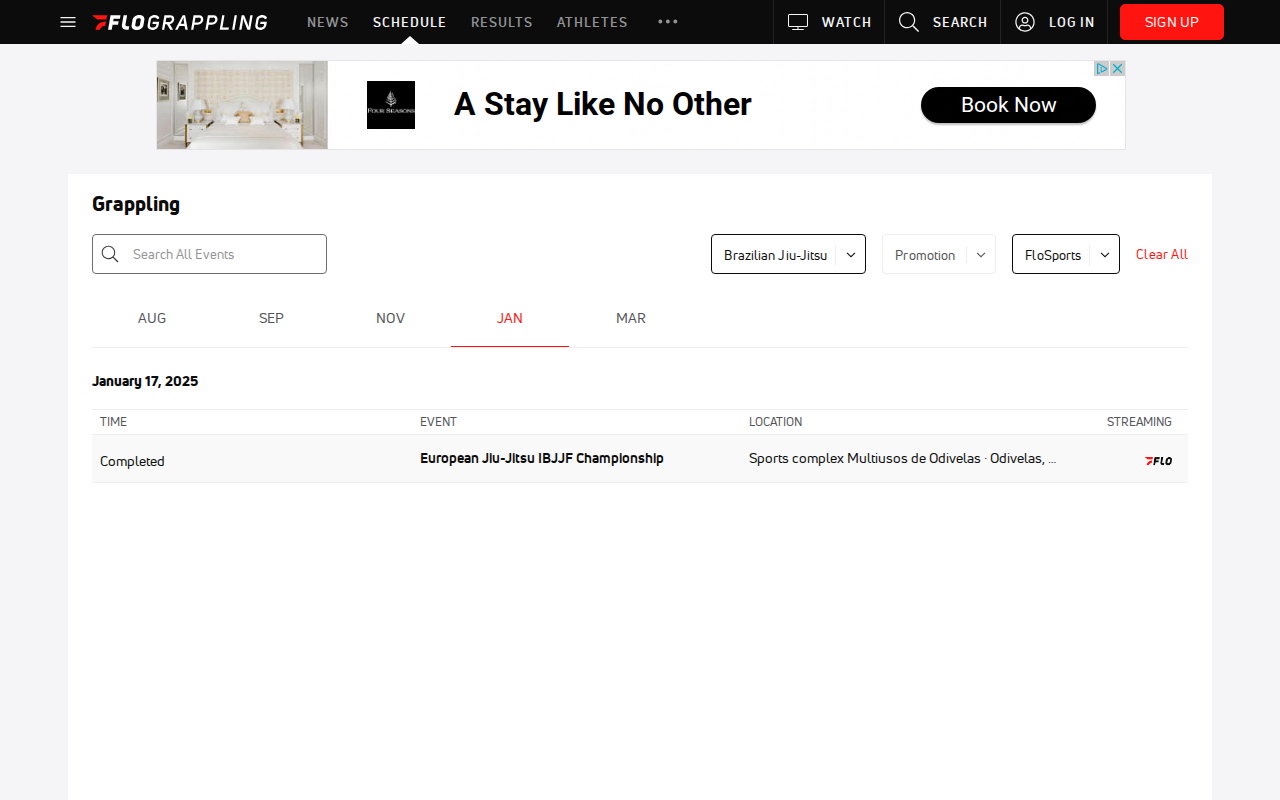 FLOGRAPPLING NEWS SCHEDULE RESULTS ATHLETES WATCH SEARCH LOG IN SIGN UP
FOUR SEASONS A Stay Like No Other Book Now
Grappling
Search All Events Brazilian Jiu-Jitsu Promotion FloSports Clear All
AUG SEP NOV JAN MAR
January 17, 2025
TIME EVENT LOCATION STREAMING
Completed European Jiu-Jitsu IBJJF Championship Sports complex Multiusos de Odivelas · Odivelas, ... FLO